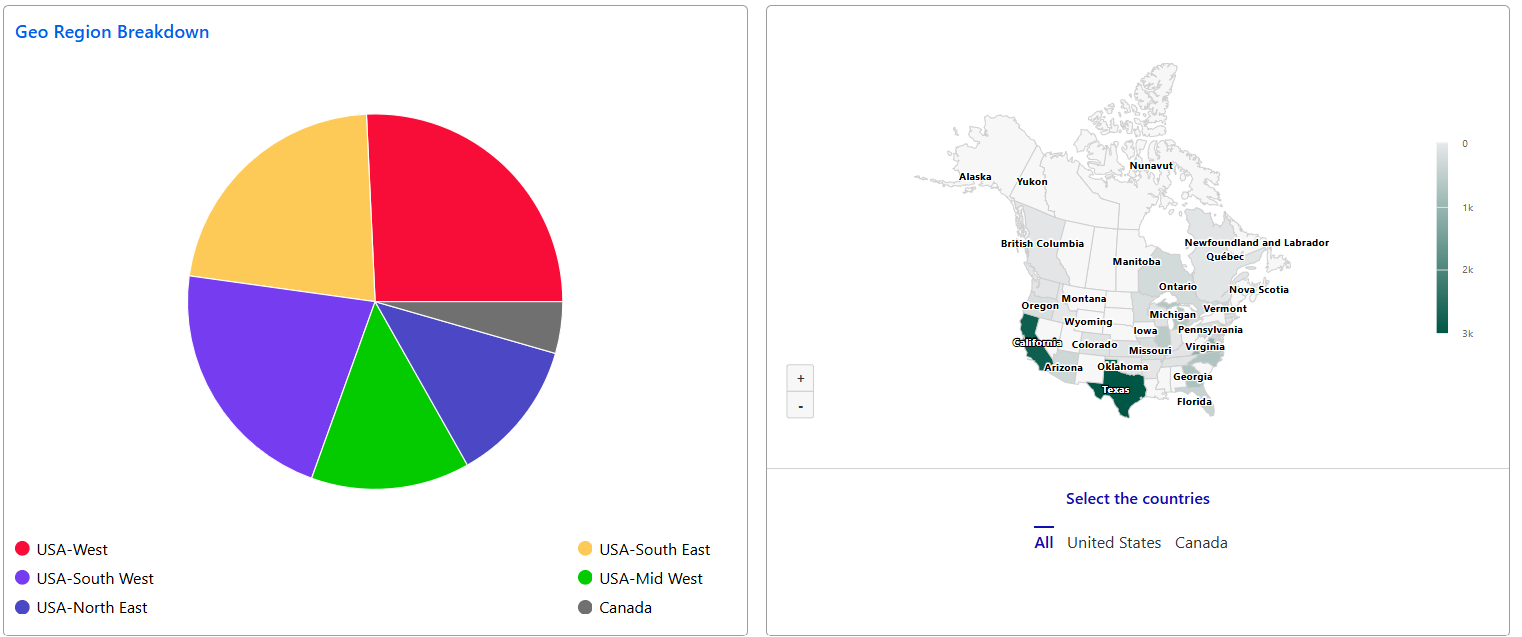 Geo Region Breakdown
USA-West
USA-South East
USA-South West
USA-Mid West
USA-North East
Canada
Nunavut
Alaska
Yukon
British Columbia
Newfoundland and Labrador
Québec
Manitoba
Ontario
Nova Scotia
Montana
Oregon
Vermont
Michigan
Wyoming
Iowa
Pennsylvania
California
Colorado
Missouri
Virginia
Arizona
Oklahoma
Georgia
Texas
Florida
0
1k
2k
3k
+
-
Select the countries
All United States Canada